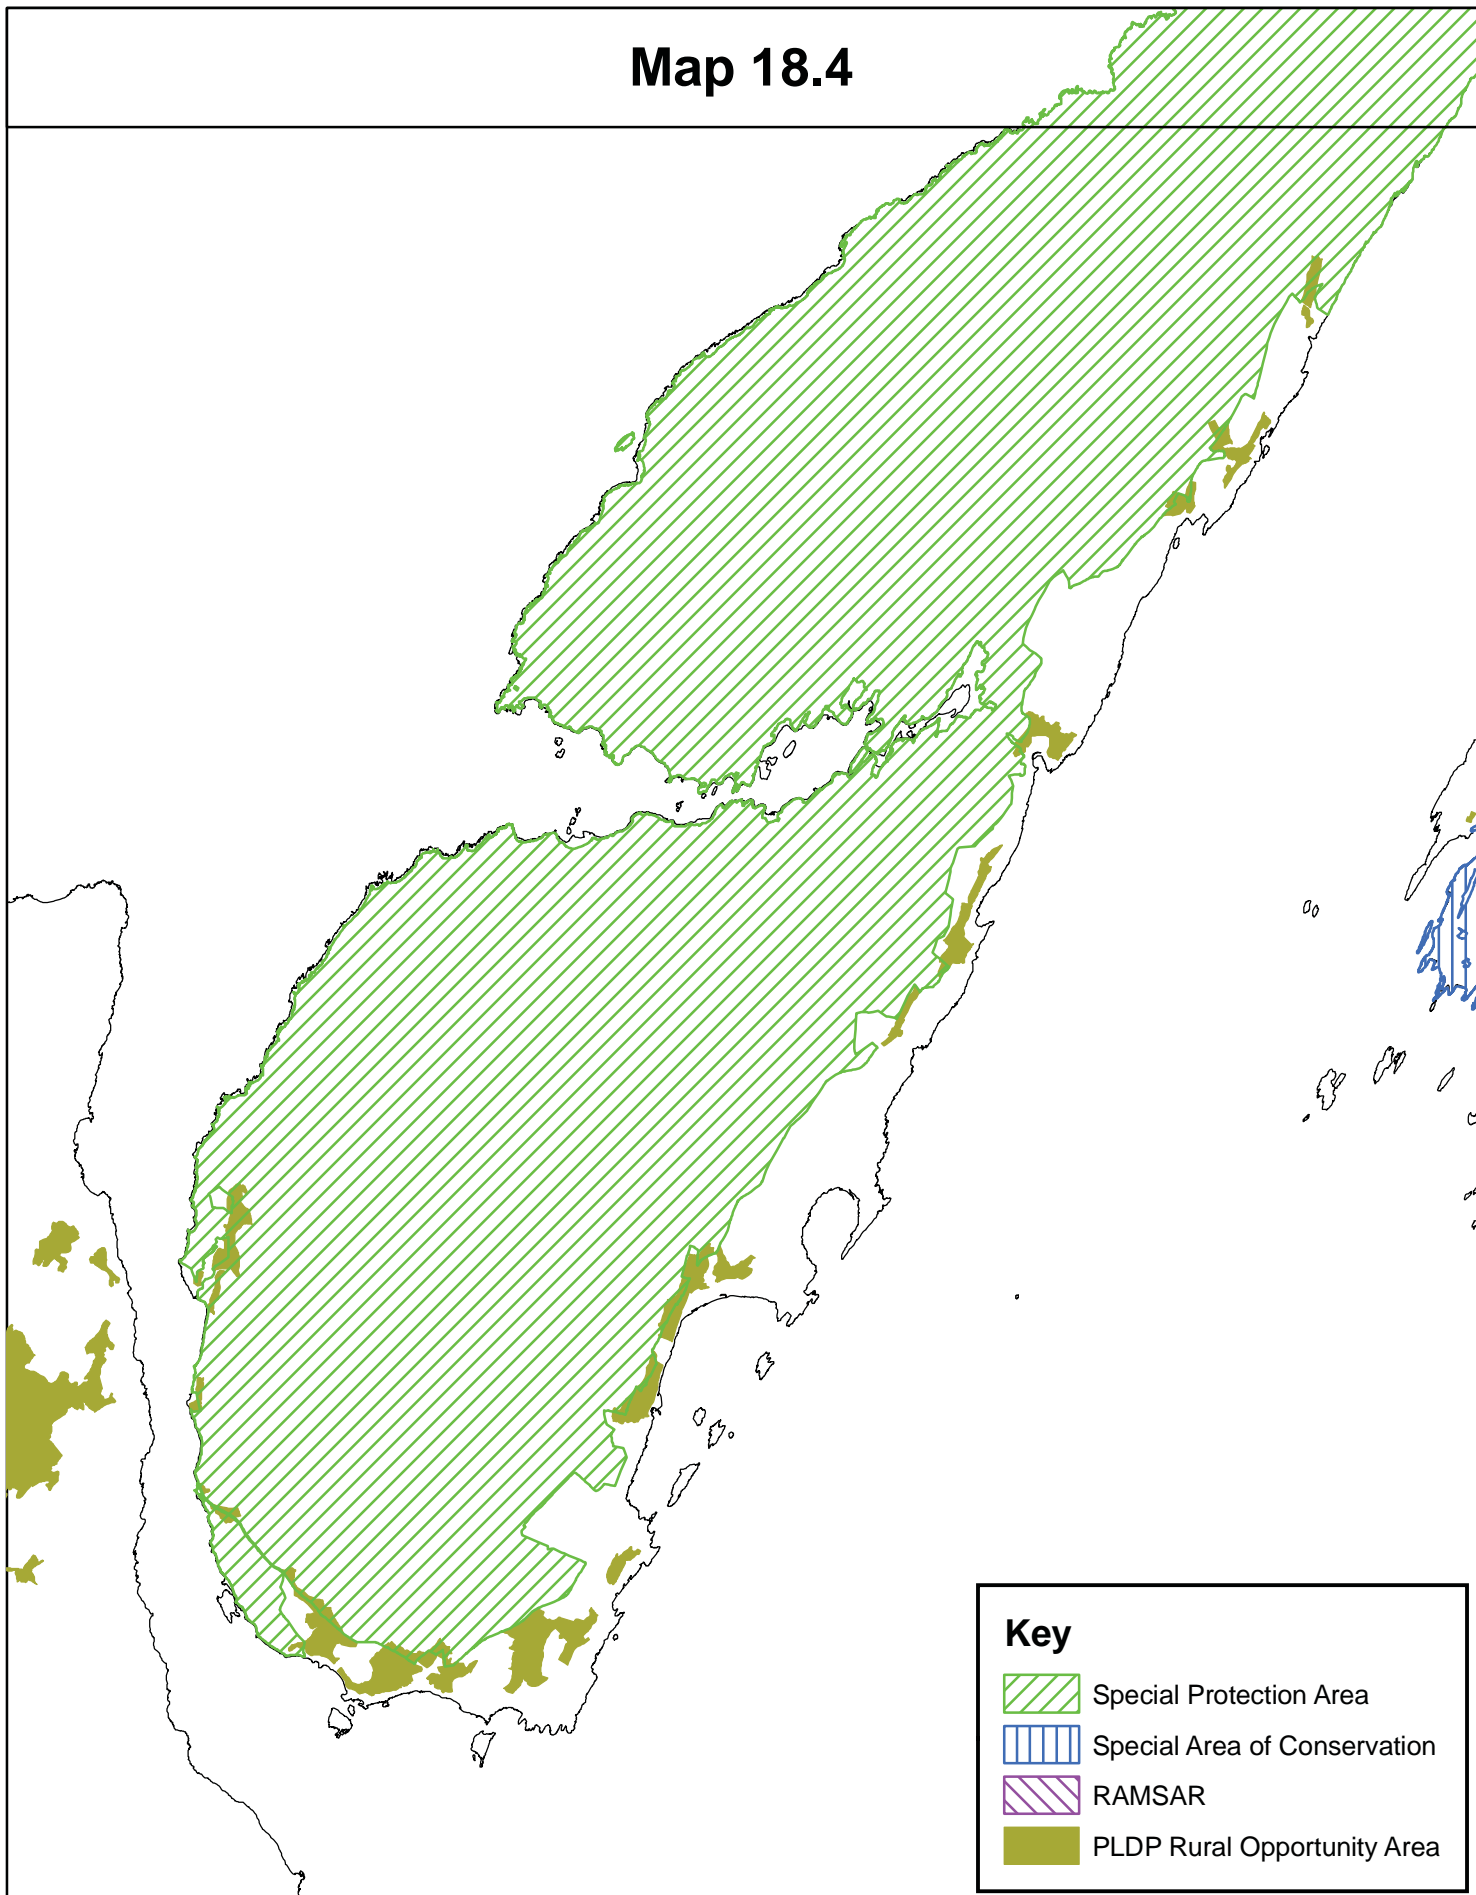 Map 18.4
Key
Special Protection Area
Special Area of Conservation
RAMSAR
PLDP Rural Opportunity Area